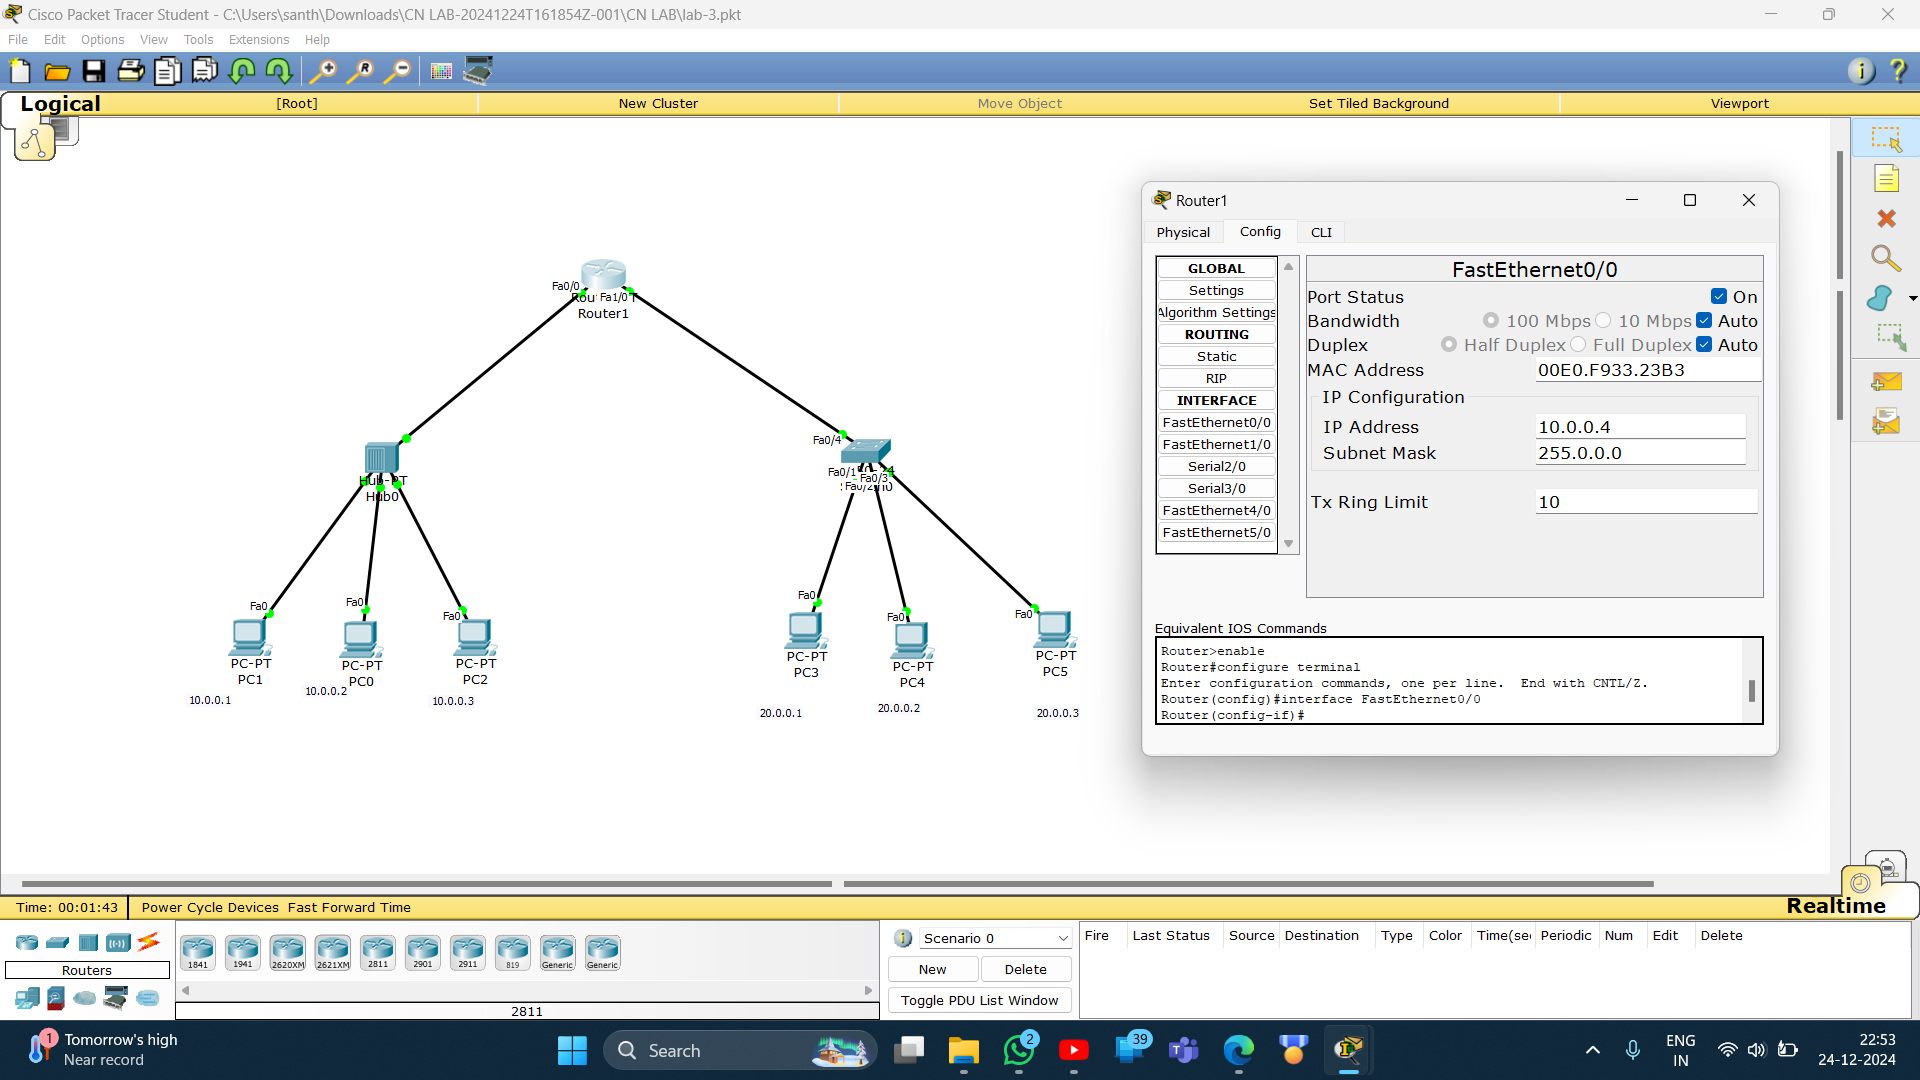 Cisco Packet Tracer Student - C:\Users\santh\Downloads\CN LAB-20241224T161854Z-001\CN LAB\lab-3.pkt
File Edit Options View Tools Extensions Help
Logical [Root] New Cluster Move Object Set Tiled Background Viewport
Fa0/0
Fa1/0
Router1
Fa0/4
Hub-PT
Hub0
Fa0/1
Fa0/3
Fa0/2
Fa0
PC-PT
PC1
10.0.0.1
Fa0
PC-PT
PC0
10.0.0.2
Fa0
PC-PT
PC2
10.0.0.3
Fa0
PC-PT
PC3
20.0.0.1
Fa0
PC-PT
PC4
20.0.0.2
Fa0
PC-PT
PC5
20.0.0.3
Router1
Physical Config CLI
GLOBAL
Settings
Algorithm Settings
ROUTING
Static
RIP
INTERFACE
FastEthernet0/0
FastEthernet1/0
Serial2/0
Serial3/0
FastEthernet4/0
FastEthernet5/0
FastEthernet0/0
Port Status On
Bandwidth 100 Mbps 10 Mbps Auto
Duplex Half Duplex Full Duplex Auto
MAC Address 00E0.F933.23B3
IP Configuration
IP Address 10.0.0.4
Subnet Mask 255.0.0.0
Tx Ring Limit 10
Equivalent IOS Commands
Router>enable
Router#configure terminal
Enter configuration commands, one per line. End with CNTL/Z.
Router(config)#interface FastEthernet0/0
Router(config-if)#
Time: 00:01:43 Power Cycle Devices Fast Forward Time Realtime
Routers
1841 1941 2620XM 2621XM 2811 2901 2911 819 Generic Generic
2811
Scenario 0
New Delete
Toggle PDU List Window
Fire Last Status Source Destination Type Color Time(sec Periodic Num Edit Delete
1
Tomorrow's high
Near record
Search
2
39
ENG
IN
22:53
24-12-2024